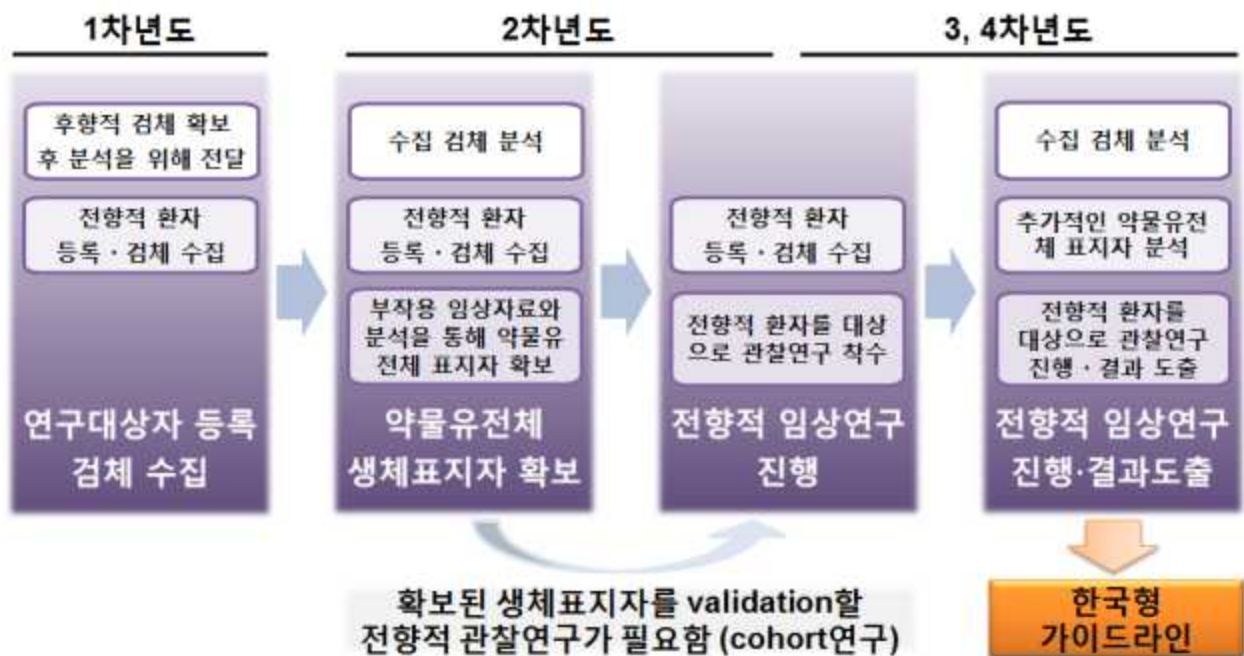 1차년도
2차년도
3, 4차년도
후향적 검체 확보
후 분석을 위해 전달
전향적 환자
등록 · 검체 수집
연구대상자 등록
검체 수집
수집 검체 분석
전향적 환자
등록 · 검체 수집
부작용 임상자료와
분석을 통해 약물유
전체 표지자 확보
약물유전체
생체표지자 확보
전향적 환자
등록 · 검체 수집
전향적 환자를 대상
으로 관찰연구 착수
전향적 임상연구
진행
수집 검체 분석
추가적인 약물유전
체 표지자 분석
전향적 환자를
대상으로 관찰연구
진행 · 결과 도출
전향적 임상연구
진행·결과도출
확보된 생체표지자를 validation할
전향적 관찰연구가 필요함 (cohort연구)
한국형
가이드라인